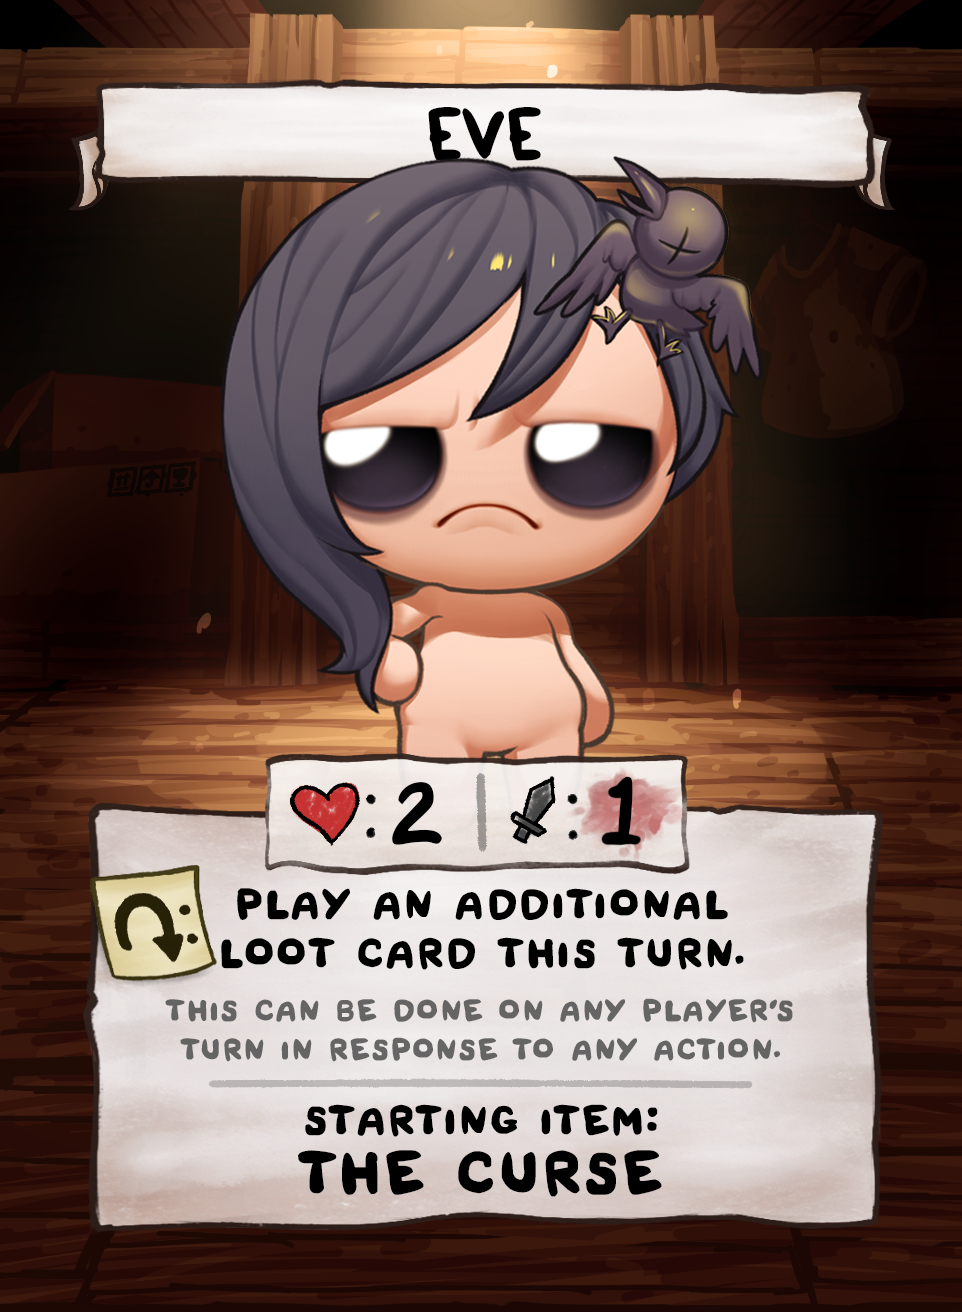 EVE
: 2 : 1
PLAY AN ADDITIONAL
LOOT CARD THIS TURN.
THIS CAN BE DONE ON ANY PLAYER'S
TURN IN RESPONSE TO ANY ACTION.
STARTING ITEM:
THE CURSE